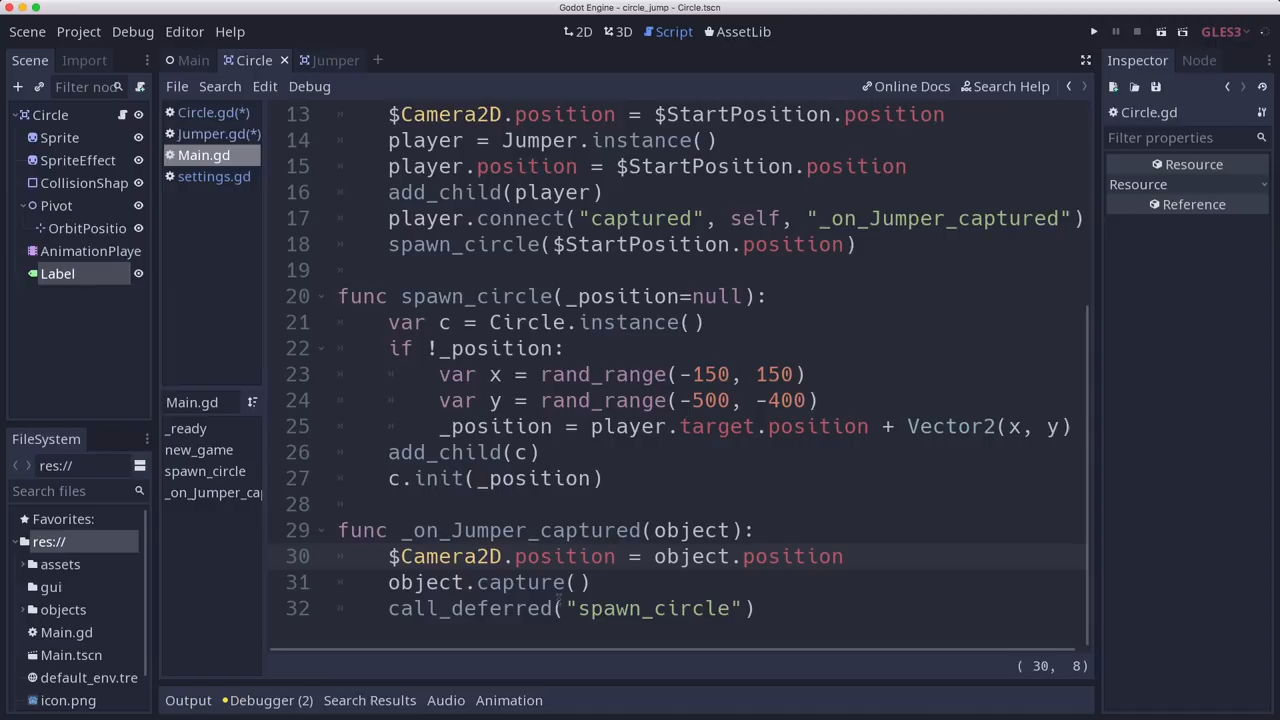 Godot Engine - circle_jump - Circle.tscn
Scene Project Debug Editor Help
2D 3D Script AssetLib
GLES3
Scene Import
Main Circle Jumper
Inspector Node
Filter nod
File Search Edit Debug
Online Docs Search Help
Circle
Sprite
SpriteEffect
CollisionShap
Pivot
OrbitPositio
AnimationPlaye
Label
Circle.gd(*)
Jumper.gd(*)
Main.gd
settings.gd
Main.gd
_ready
new_game
spawn_circle
_on_Jumper_ca
13 $Camera2D.position = $StartPosition.position
14 player = Jumper.instance()
15 player.position = $StartPosition.position
16 add_child(player)
17 player.connect("captured", self, "_on_Jumper_captured")
18 spawn_circle($StartPosition.position)
19
20 func spawn_circle(_position=null):
21 var c = Circle.instance()
22 if !_position:
23 var x = rand_range(-150, 150)
24 var y = rand_range(-500, -400)
25 _position = player.target.position + Vector2(x, y)
26 add_child(c)
27 c.init(_position)
28
29 func _on_Jumper_captured(object):
30 $Camera2D.position = object.position
31 object.capture()
32 call_deferred("spawn_circle")
( 30, 8)
Circle.gd
Filter properties
Resource
Resource
Reference
FileSystem
res://
Search files
Favorites:
res://
assets
gui
objects
Main.gd
Main.tscn
default_env.tre
icon.png
Output Debugger (2) Search Results Audio Animation